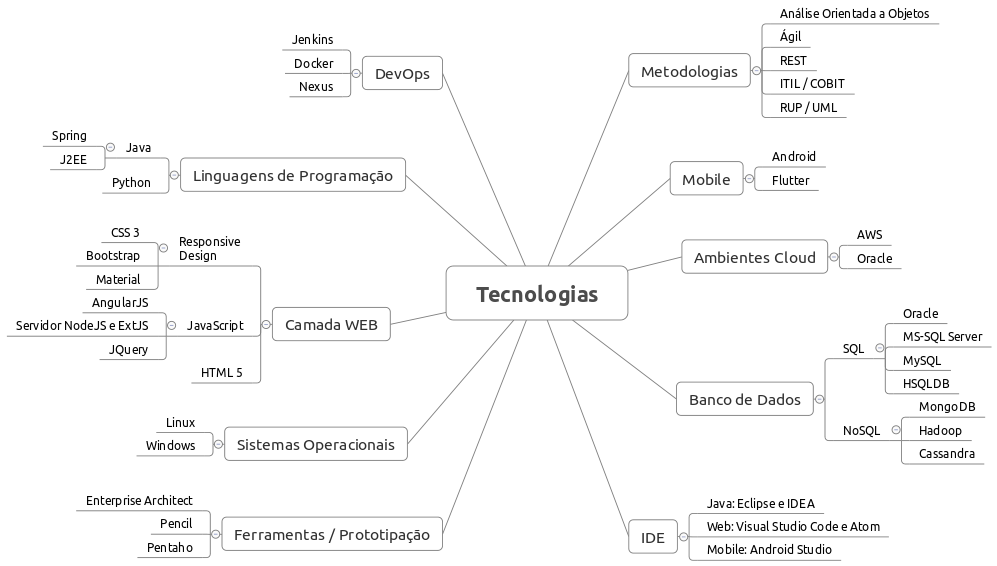 Tecnologias
DevOps
Jenkins
Docker
Nexus
Linguagens de Programação
Java
Spring
J2EE
Python
Camada WEB
Responsive
Design
CSS 3
Bootstrap
Material
JavaScript
AngularJS
Servidor NodeJS e ExtJS
JQuery
HTML 5
Sistemas Operacionais
Linux
Windows
Ferramentas / Prototipação
Enterprise Architect
Pencil
Pentaho
Metodologias
Análise Orientada a Objetos
Ágil
REST
ITIL / COBIT
RUP / UML
Mobile
Android
Flutter
Ambientes Cloud
AWS
Oracle
Banco de Dados
SQL
Oracle
MS-SQL Server
MySQL
HSQLDB
NoSQL
MongoDB
Hadoop
Cassandra
IDE
Java: Eclipse e IDEA
Web: Visual Studio Code e Atom
Mobile: Android Studio